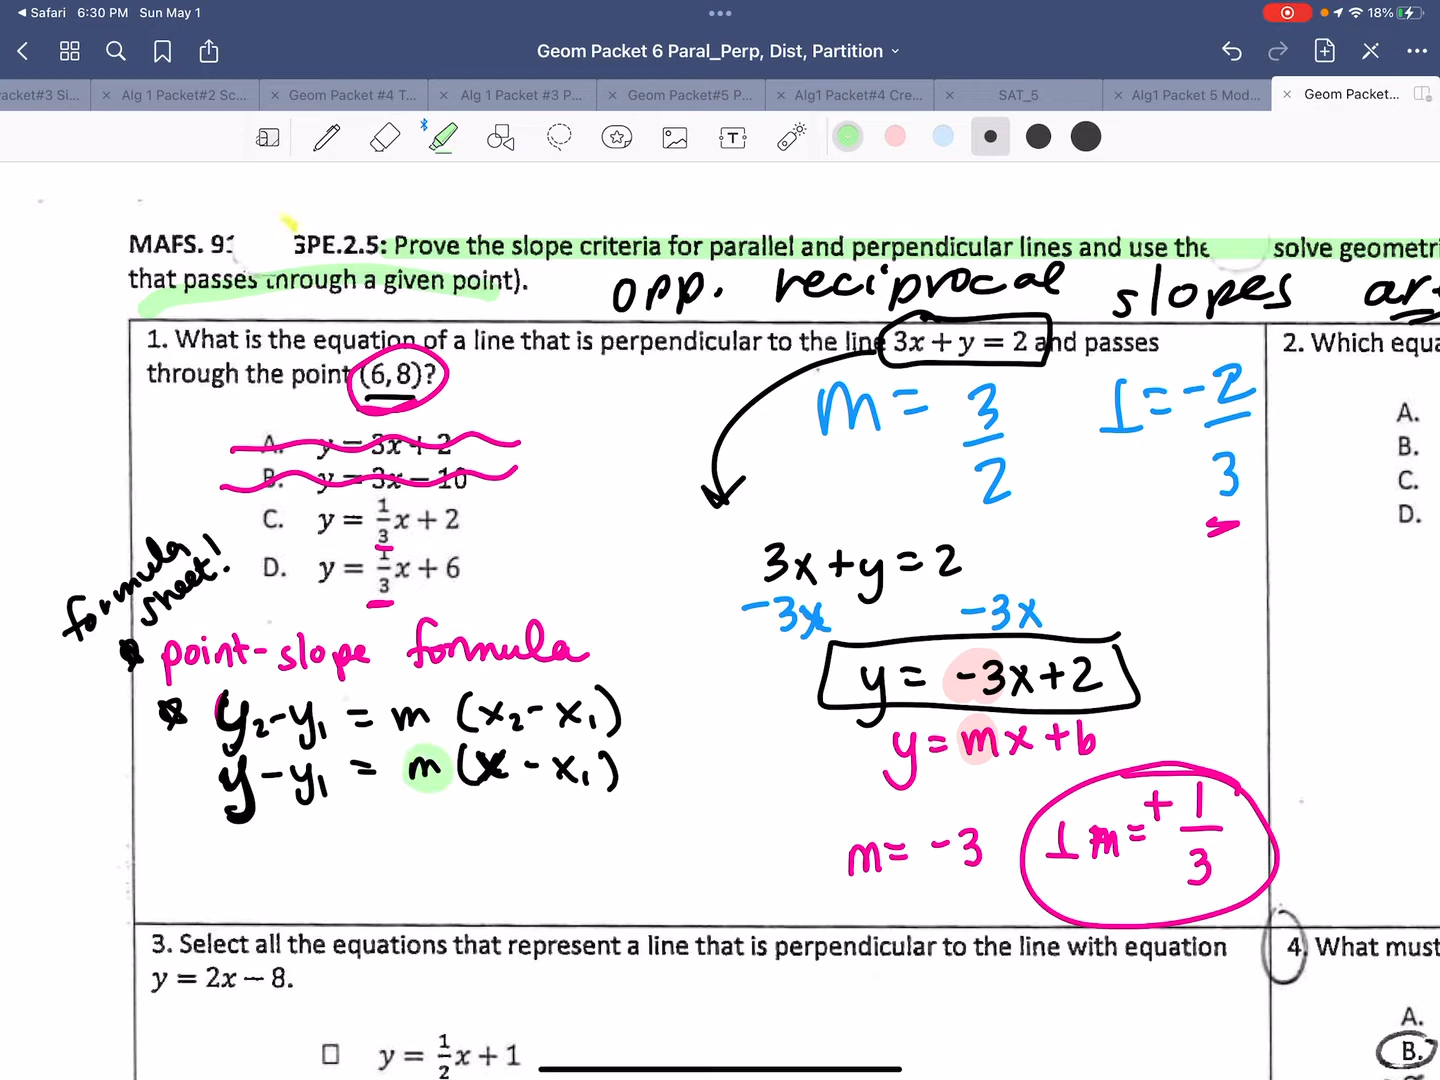 Safari 6:30 PM Sun May 1
18%
Geom Packet 6 Paral_Perp, Dist, Partition
acket#3 Si... Alg 1 Packet#2 Sc... Geom Packet #4 T... Alg 1 Packet #3 P... Geom Packet#5 P... Alg1 Packet#4 Cre... SAT_5 Alg1 Packet 5 Mod... Geom Packet...
MAFS. 9 GPE.2.5: Prove the slope criteria for parallel and perpendicular lines and use the solve geometri
that passes through a given point).
opp. reciprocal slopes ar
1. What is the equation of a line that is perpendicular to the line 3x + y = 2 and passes
through the point (6, 8)?
m = 3/2 ⊥ = -2/3
A. y = 3x + 2
B. y = 3x − 10
C. y = 1/3 x + 2
D. y = 1/3 x + 6
formula
sheet!
3x + y = 2
-3x -3x
y = -3x + 2
y = mx + b
m = -3 ⊥ m = + 1/3
* point-slope formula
* y₂ - y₁ = m (x₂ - x₁)
y - y₁ = m (x - x₁)
2. Which equa
A.
B.
C.
D.
3. Select all the equations that represent a line that is perpendicular to the line with equation
y = 2x − 8.
□ y = 1/2 x + 1
4. What must
A.
B.